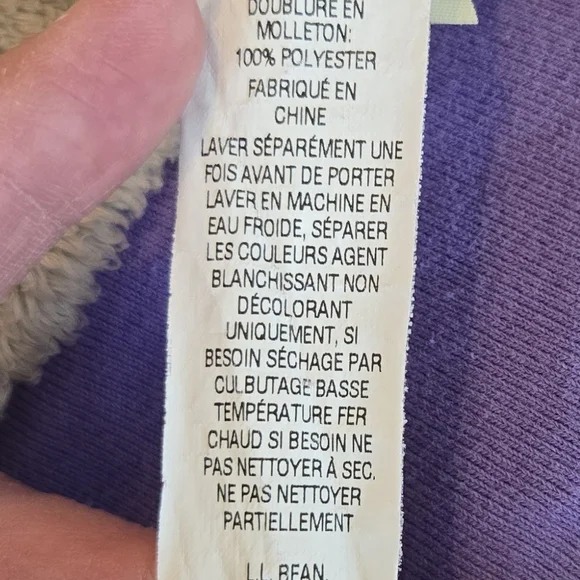 DOUBLURE EN
MOLLETON:
100% POLYESTER
FABRIQUÉ EN
CHINE
LAVER SÉPARÉMENT UNE
FOIS AVANT DE PORTER
LAVER EN MACHINE EN
EAU FROIDE, SÉPARER
LES COULEURS AGENT
BLANCHISSANT NON
DÉCOLORANT
UNIQUEMENT, SI
BESOIN SÉCHAGE PAR
CULBUTAGE BASSE
TEMPÉRATURE FER
CHAUD SI BESOIN NE
PAS NETTOYER À SEC.
NE PAS NETTOYER
PARTIELLEMENT
L.L. BEAN,